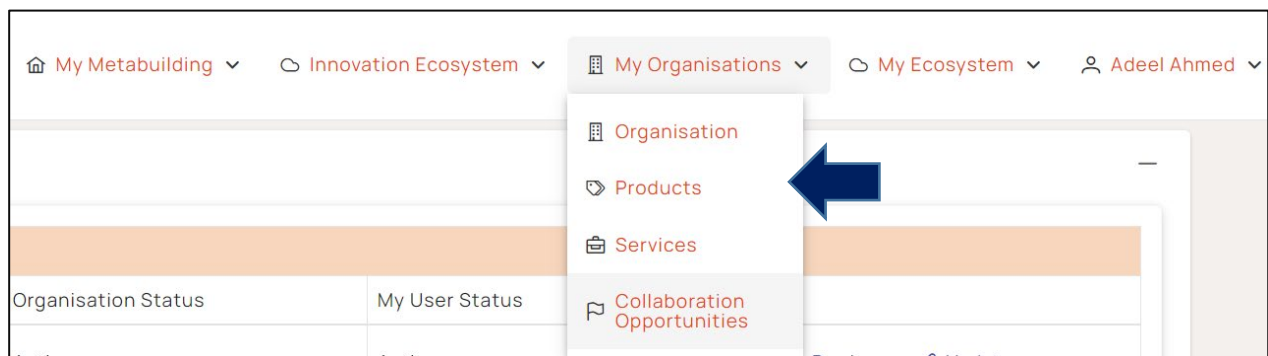 My Metabuilding Innovation Ecosystem My Organisations My Ecosystem Adeel Ahmed
Organisation
Products
Services
Organisation Status My User Status
Collaboration
Opportunities